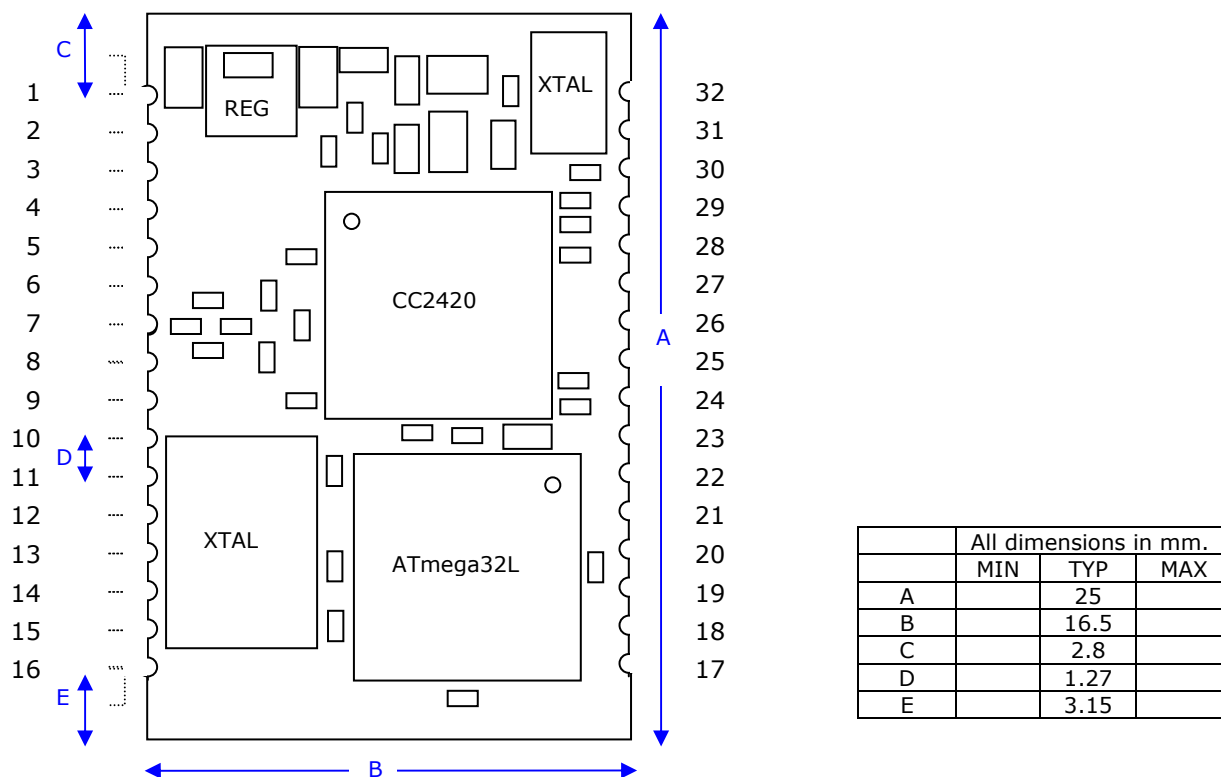 C
1
2
3
4
5
6
7
8
9
10
D
11
12
13
14
15
16
E
REG
XTAL
CC2420
XTAL
ATmega32L
B
32
31
30
29
28
27
26
A
25
24
23
22
21
20
19
18
17
All dimensions in mm.
MIN TYP MAX
A 25
B 16.5
C 2.8
D 1.27
E 3.15